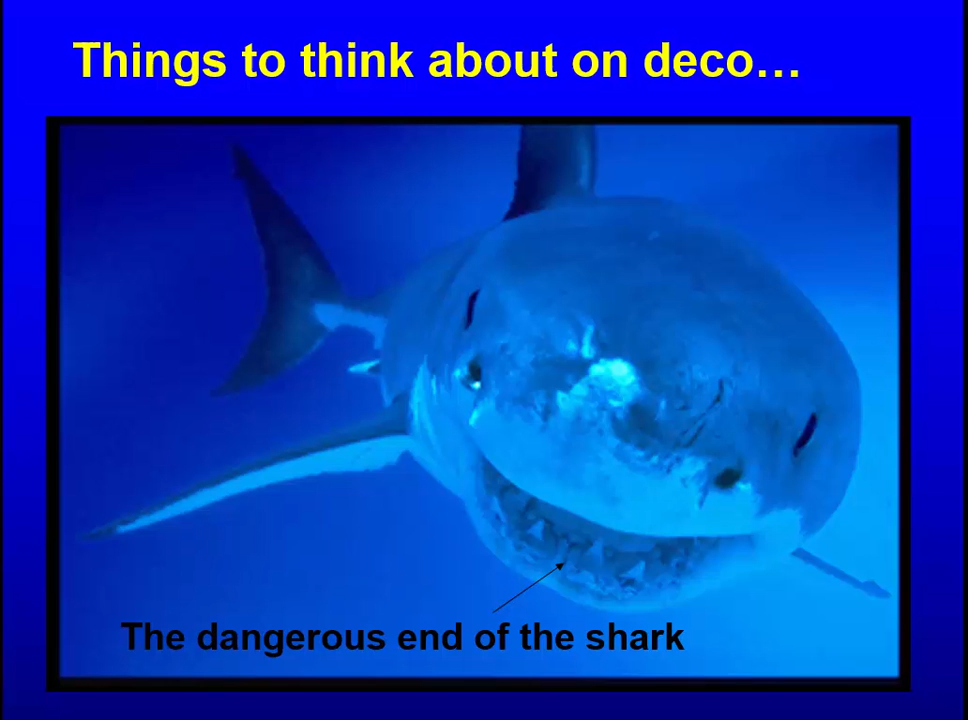 Things to think about on deco…
The dangerous end of the shark